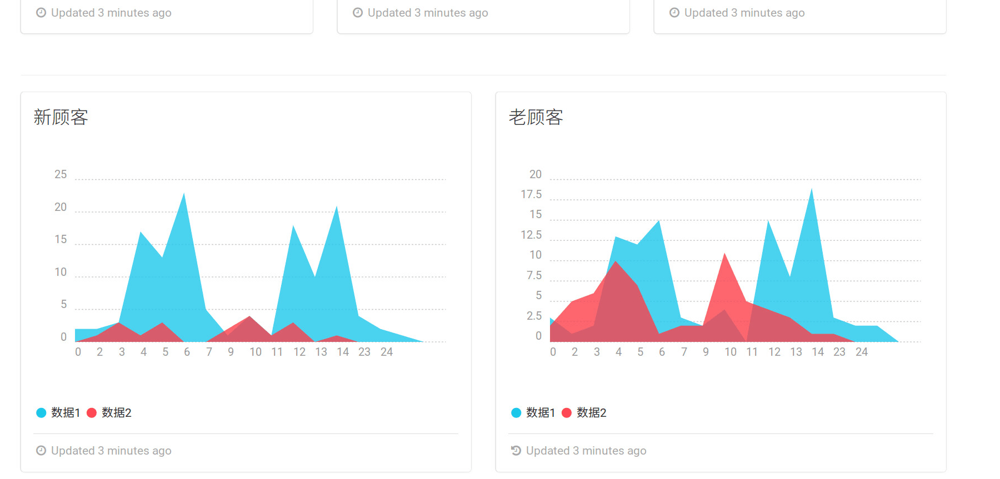 Updated 3 minutes ago
Updated 3 minutes ago
Updated 3 minutes ago
新顾客
25
20
15
10
5
0
0 2 3 4 5 6 7 9 10 11 12 13 14 23 24
数据1 数据2
Updated 3 minutes ago
老顾客
20
17.5
15
12.5
10
7.5
5
2.5
0
0 2 3 4 5 6 7 9 10 11 12 13 14 23 24
数据1 数据2
Updated 3 minutes ago